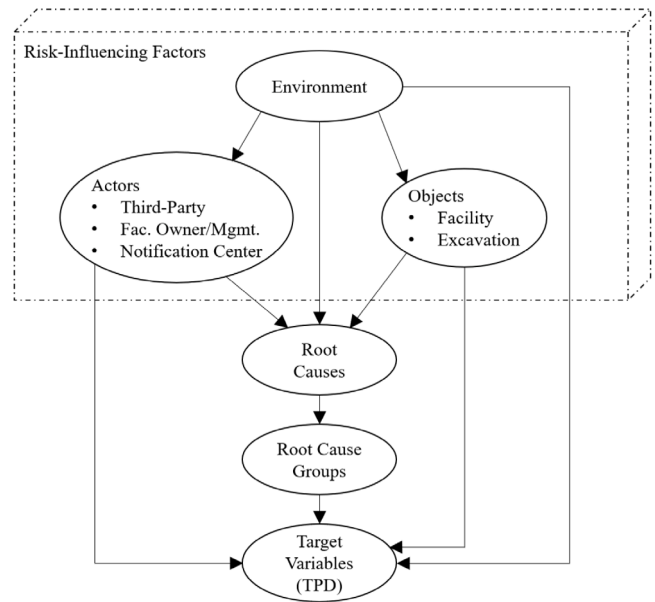 Risk-Influencing Factors
Environment
Actors
• Third-Party
• Fac. Owner/Mgmt.
• Notification Center
Objects
• Facility
• Excavation
Root
Causes
Root Cause
Groups
Target
Variables
(TPD)